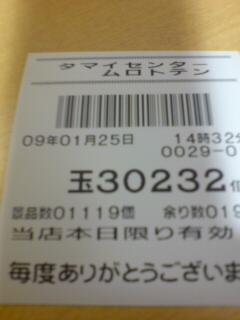 タマイセンター
ムロトテン
09年01月25日 14時32分
0029-0
玉30232個
景品数01119個 余り数019
当店本日限り有効
毎度ありがとうございま